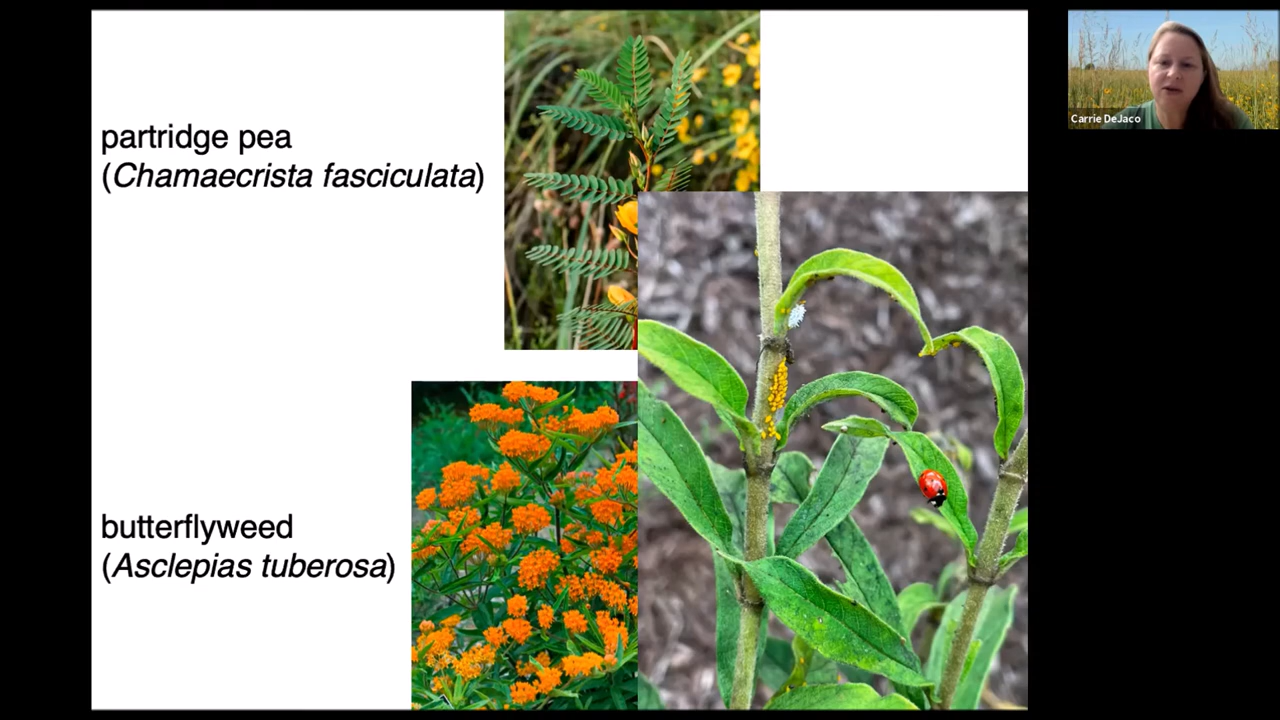 partridge pea
(Chamaecrista fasciculata)
butterflyweed
(Asclepias tuberosa)
Carrie DeJaco